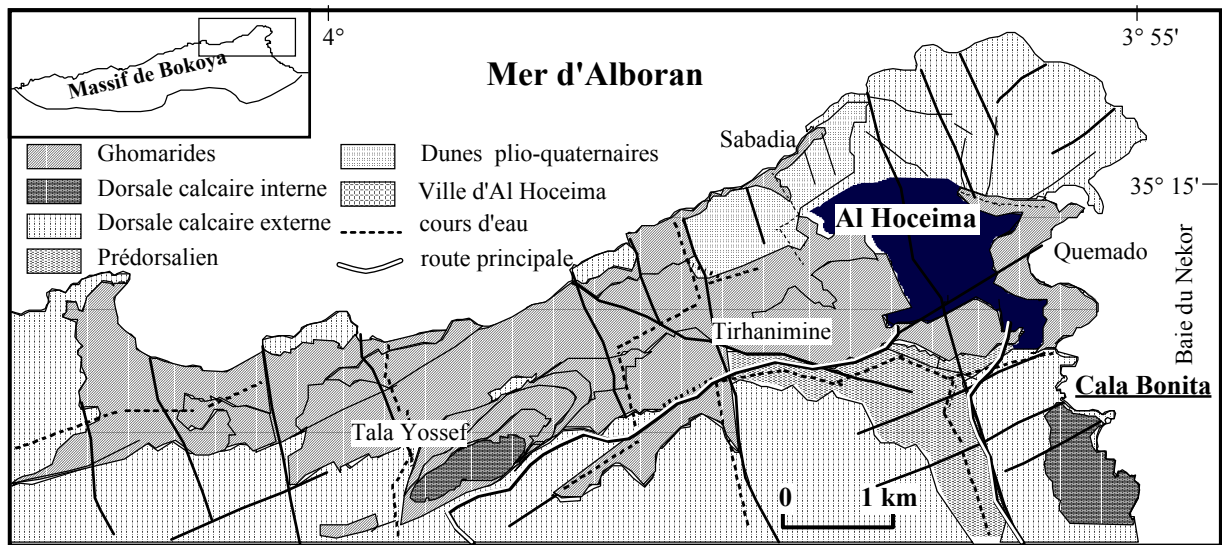 4°
3 55'
Massif de Bokoya
Mer d'Alboran
Ghomarides
Dorsale calcaire interne
Dorsale calcaire externe
Prédorsalien
Dunes plio-quaternaires
Ville d'Al Hoceima
cours d'eau
route principale
Sabadia
35° 15'
Al Hoceima
Quemado
Baie du Nekor
Tirhanimine
Cala Bonita
Tala Yossef
0 1 km